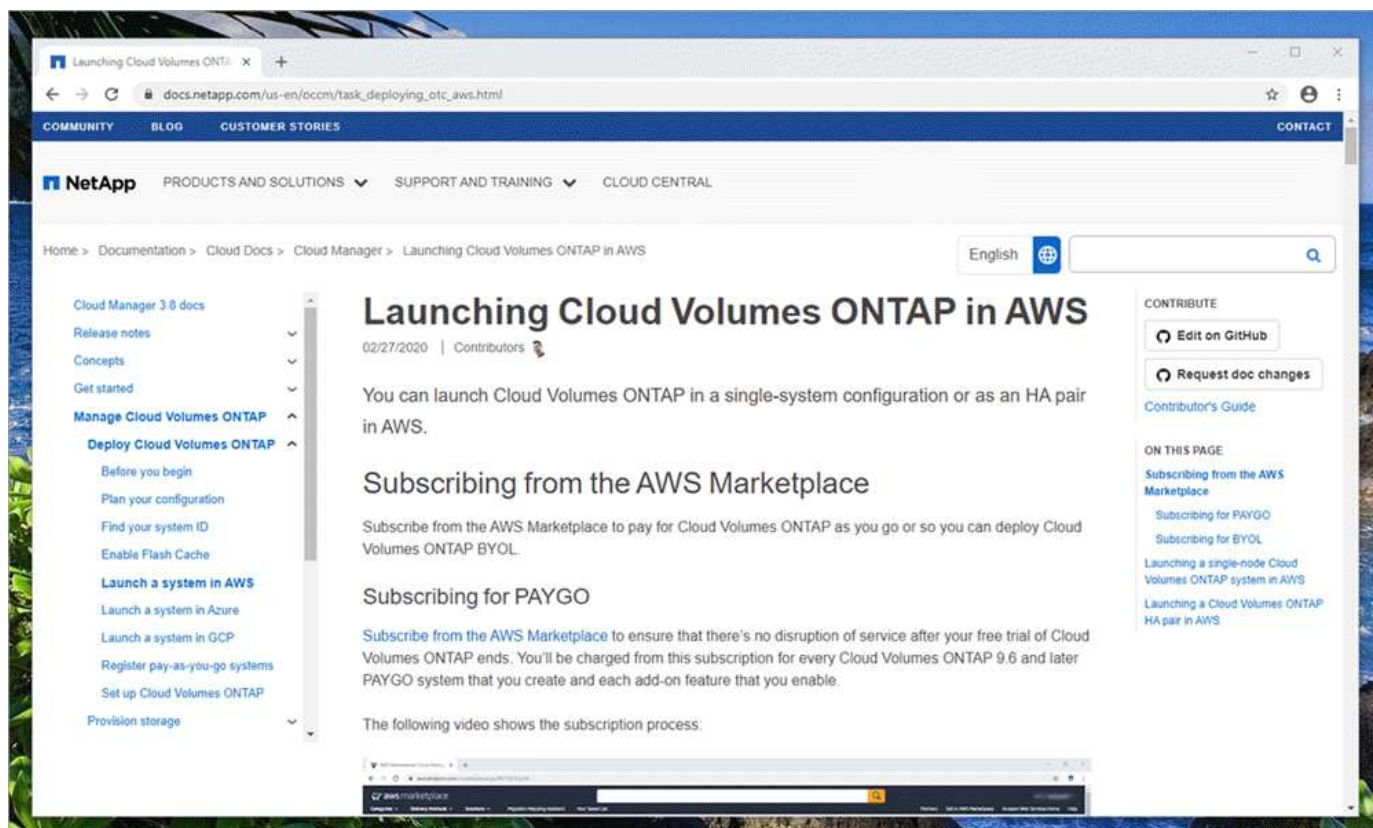 Launching Cloud Volumes ONTA
docs.netapp.com/us-en/occm/task_deploying_otc_aws.html
COMMUNITY BLOG CUSTOMER STORIES CONTACT
NetApp PRODUCTS AND SOLUTIONS SUPPORT AND TRAINING CLOUD CENTRAL
Home > Documentation > Cloud Docs > Cloud Manager > Launching Cloud Volumes ONTAP in AWS
English
Cloud Manager 3.8 docs
Release notes
Concepts
Get started
Manage Cloud Volumes ONTAP
Deploy Cloud Volumes ONTAP
Before you begin
Plan your configuration
Find your system ID
Enable Flash Cache
Launch a system in AWS
Launch a system in Azure
Launch a system in GCP
Register pay-as-you-go systems
Set up Cloud Volumes ONTAP
Provision storage
Launching Cloud Volumes ONTAP in AWS
02/27/2020 | Contributors
You can launch Cloud Volumes ONTAP in a single-system configuration or as an HA pair
in AWS.
Subscribing from the AWS Marketplace
Subscribe from the AWS Marketplace to pay for Cloud Volumes ONTAP as you go or so you can deploy Cloud
Volumes ONTAP BYOL.
Subscribing for PAYGO
Subscribe from the AWS Marketplace to ensure that there's no disruption of service after your free trial of Cloud
Volumes ONTAP ends. You'll be charged from this subscription for every Cloud Volumes ONTAP 9.6 and later
PAYGO system that you create and each add-on feature that you enable.
The following video shows the subscription process:
aws marketplace
CONTRIBUTE
Edit on GitHub
Request doc changes
Contributor's Guide
ON THIS PAGE
Subscribing from the AWS
Marketplace
Subscribing for PAYGO
Subscribing for BYOL
Launching a single-node Cloud
Volumes ONTAP system in AWS
Launching a Cloud Volumes ONTAP
HA pair in AWS